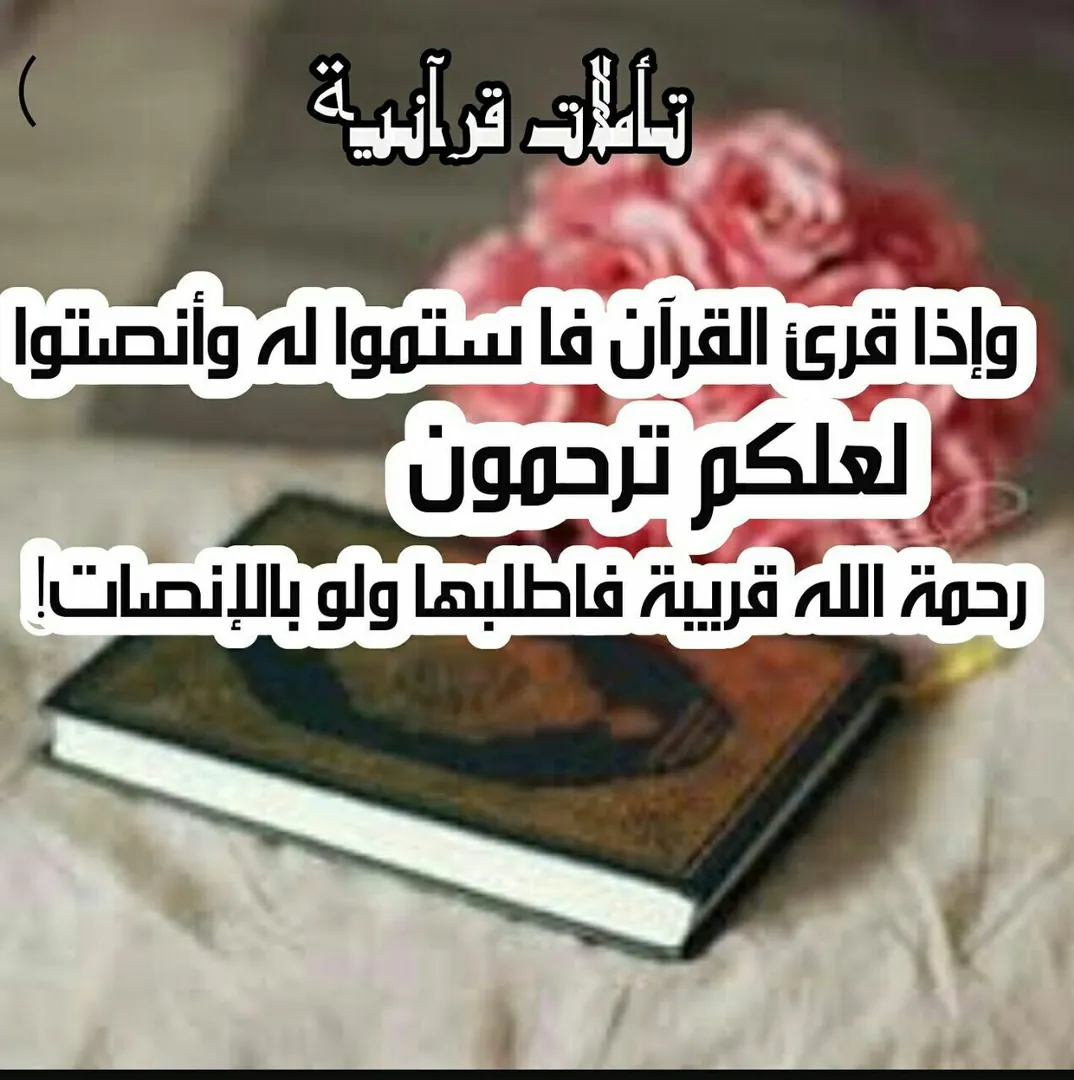 تأملات قرآنية
(
وإذا قرئ القرآن فا ستموا له وأنصتوا
لعلكم ترحمون
رحمة الله قريبة فاطلبها ولو بالإنصات!